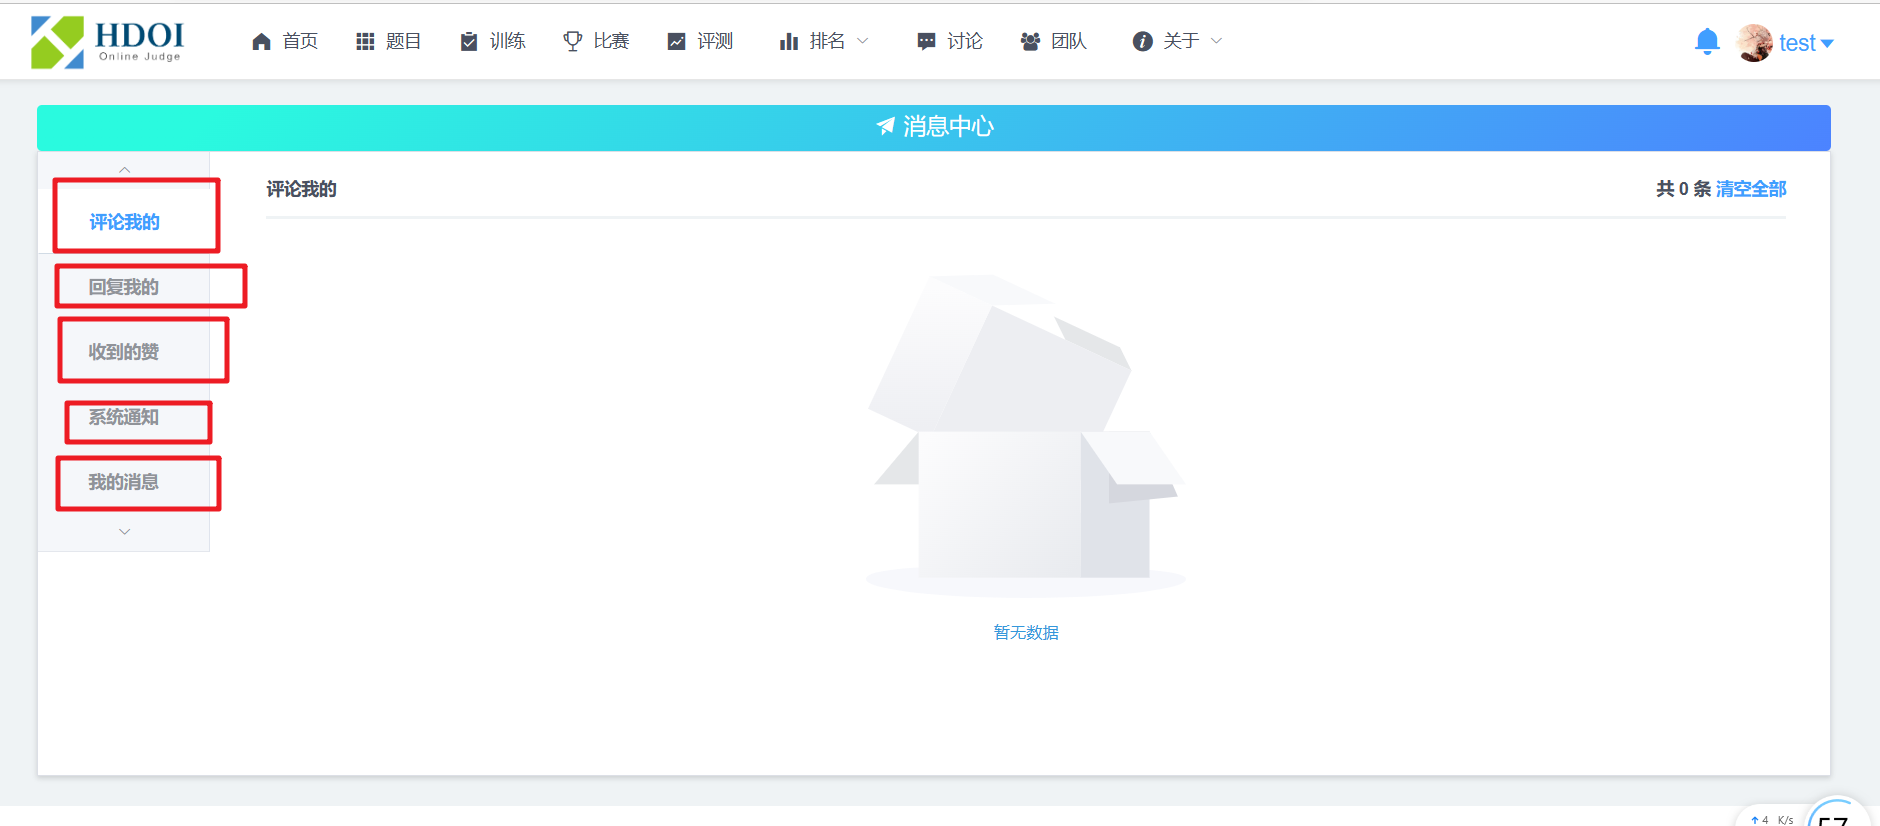 HDOI
Online Judge
首页 题目 训练 比赛 评测 排名 讨论 团队 关于 test
消息中心
评论我的
回复我的
收到的赞
系统通知
我的消息
评论我的 共 0 条 清空全部
暂无数据
4 K/s
57